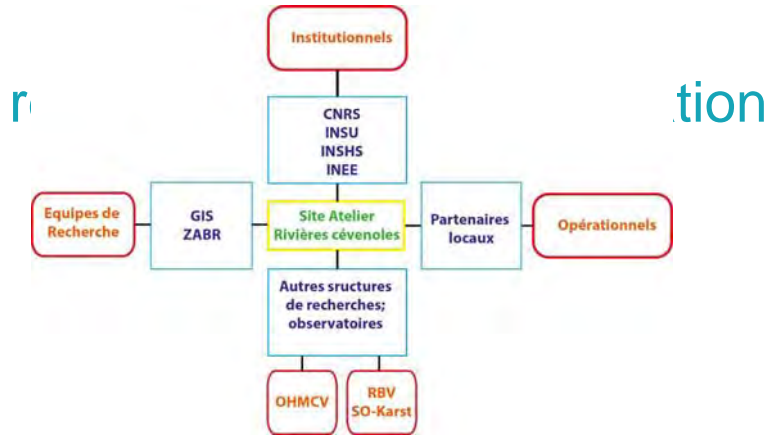 Institutionnels
CNRS
INSU
INSHS
INEE
Equipes de
Recherche
GIS
ZABR
Site Atelier
Rivières cévenoles
Partenaires
locaux
Opérationnels
Autres sructures
de recherches;
observatoires
OHMCV
RBV
SO-Karst